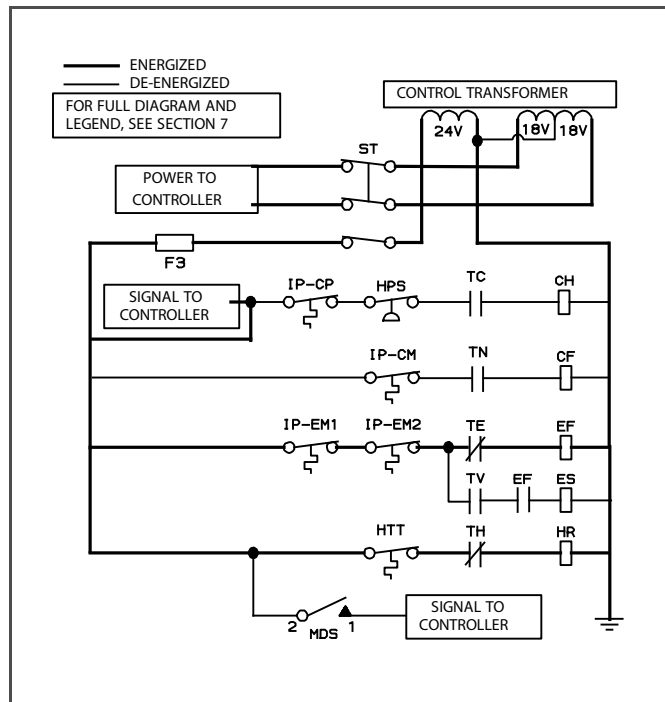 ENERGIZED
DE-ENERGIZED
FOR FULL DIAGRAM AND
LEGEND, SEE SECTION 7
CONTROL TRANSFORMER
24V
18V
18V
ST
POWER TO
CONTROLLER
F3
SIGNAL TO
CONTROLLER
IP-CP
HPS
TC
CH
IP-CM
TN
CF
IP-EM1
IP-EM2
TE
EF
TV
EF
ES
HTT
TH
HR
2
MDS
1
SIGNAL TO
CONTROLLER